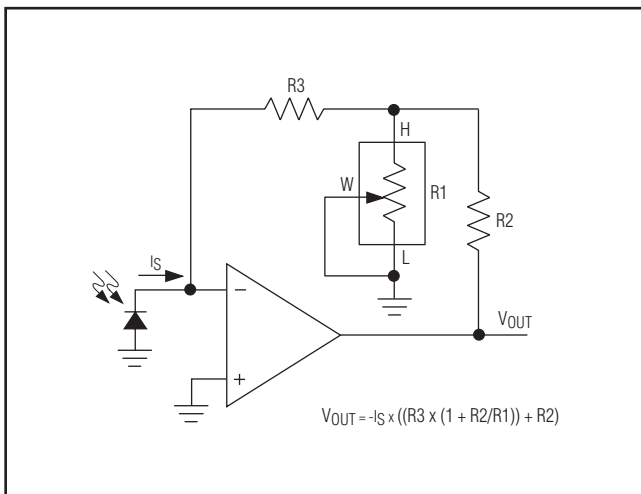 R3
H
W
R1
R2
L
IS
−
+
VOUT
VOUT = -IS x ((R3 x (1 + R2/R1)) + R2)